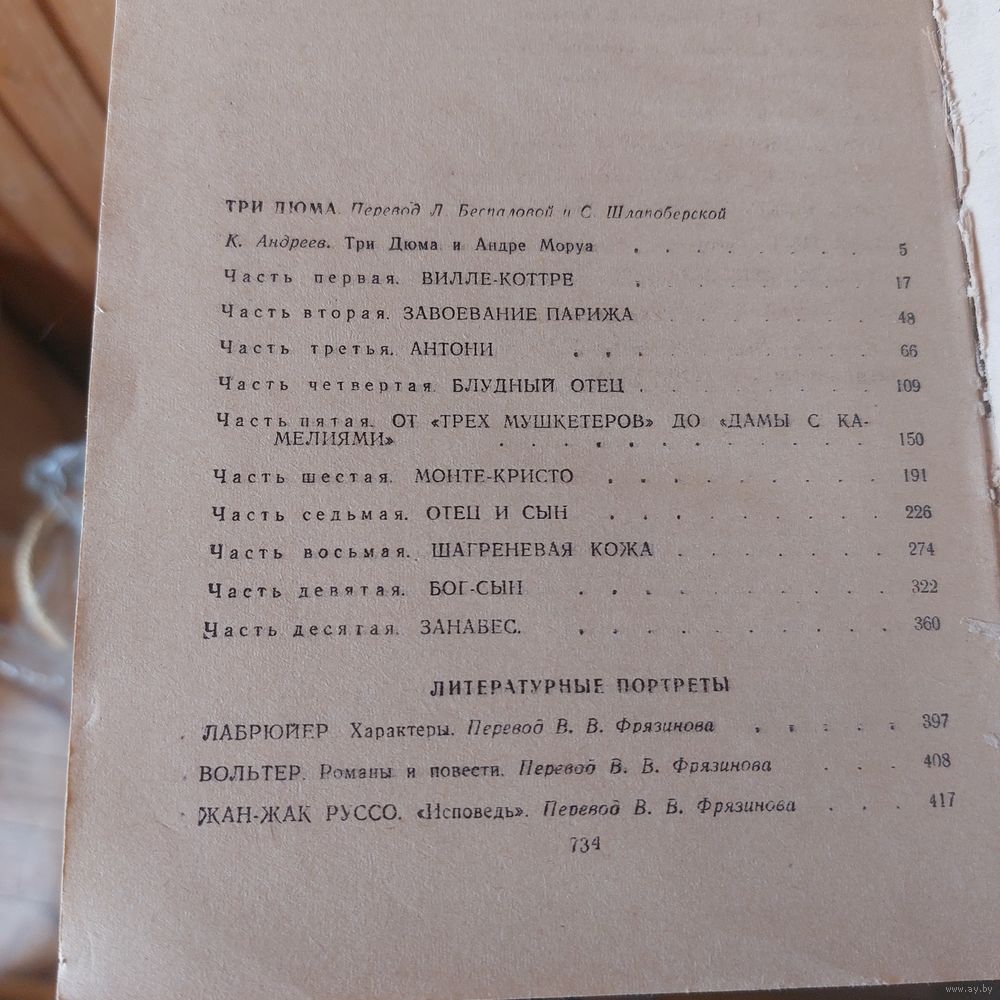 ТРИ ДЮМА. Перевод Л. Беспаловой и С. Шлапоберской
К. Андреев. Три Дюма и Андре Моруа . . . . . . . . 5
Часть первая. ВИЛЛЕ-КОТТРЕ . . . . . . . . 17
Часть вторая. ЗАВОЕВАНИЕ ПАРИЖА . . . . . . . 48
Часть третья. АНТОНИ . . . . . . . . . . 66
Часть четвертая. БЛУДНЫЙ ОТЕЦ . . . . . . . . 109
Часть пятая. ОТ «ТРЕХ МУШКЕТЕРОВ» ДО «ДАМЫ С КА-
МЕЛИЯМИ» . . . . . . . . . . . . 150
Часть шестая. МОНТЕ-КРИСТО . . . . . . . . . 191
Часть седьмая. ОТЕЦ И СЫН . . . . . . . . . 226
Часть восьмая. ШАГРЕНЕВАЯ КОЖА . . . . . . . 274
Часть девятая. БОГ-СЫН . . . . . . . . . . 322
Часть десятая. ЗАНАВЕС. . . . . . . . . . . 360
ЛИТЕРАТУРНЫЕ ПОРТРЕТЫ
ЛАБРЮЙЕР Характеры. Перевод В. В. Фрязинова . . . . . 397
ВОЛЬТЕР. Романы и повести. Перевод В. В. Фрязинова . . . 408
ЖАН-ЖАК РУССО. «Исповедь». Перевод В. В. Фрязинова . . . 417
734
www.ay.by